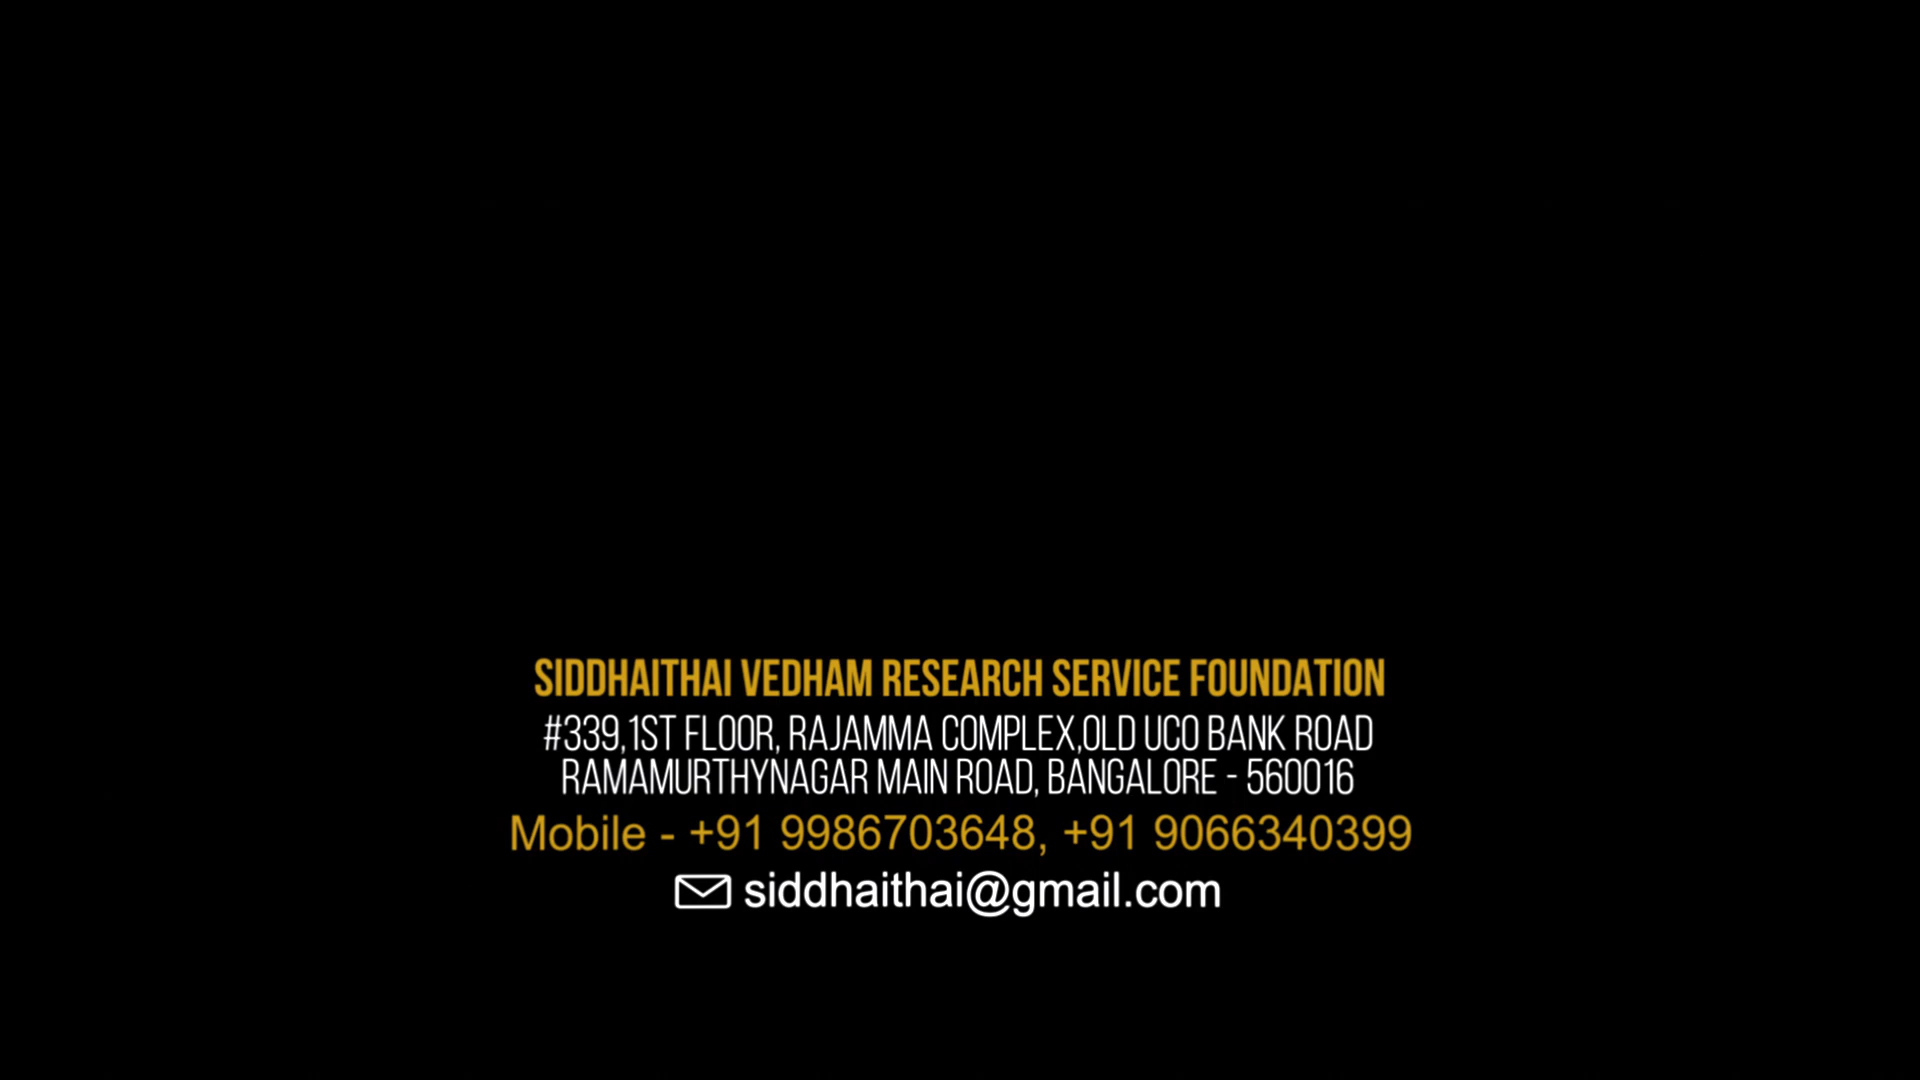 SIDDHAITHAI VEDHAM RESEARCH SERVICE FOUNDATION
#339,1ST FLOOR, RAJAMMA COMPLEX,OLD UCO BANK ROAD
RAMAMURTHYNAGAR MAIN ROAD, BANGALORE - 560016
Mobile - +91 9986703648, +91 9066340399
siddhaithai@gmail.com